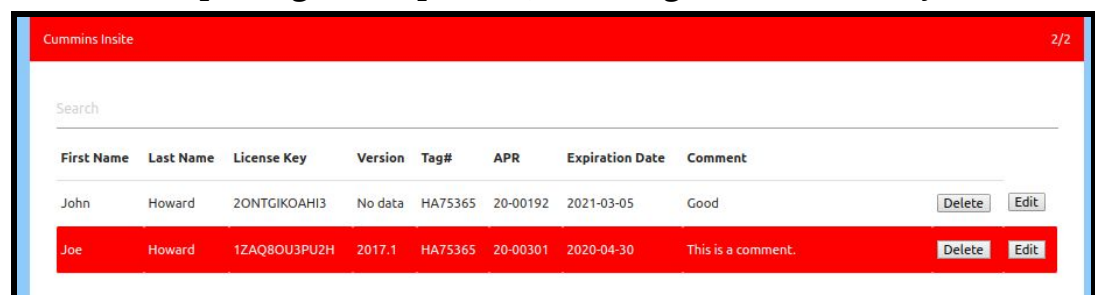 Cummins Insite 2/2
Search
First Name Last Name License Key Version Tag# APR Expiration Date Comment
John Howard 2ONTGIKOAHI3 No data HA75365 20-00192 2021-03-05 Good Delete Edit
Joe Howard 1ZAQ8OU3PU2H 2017.1 HA75365 20-00301 2020-04-30 This is a comment. Delete Edit